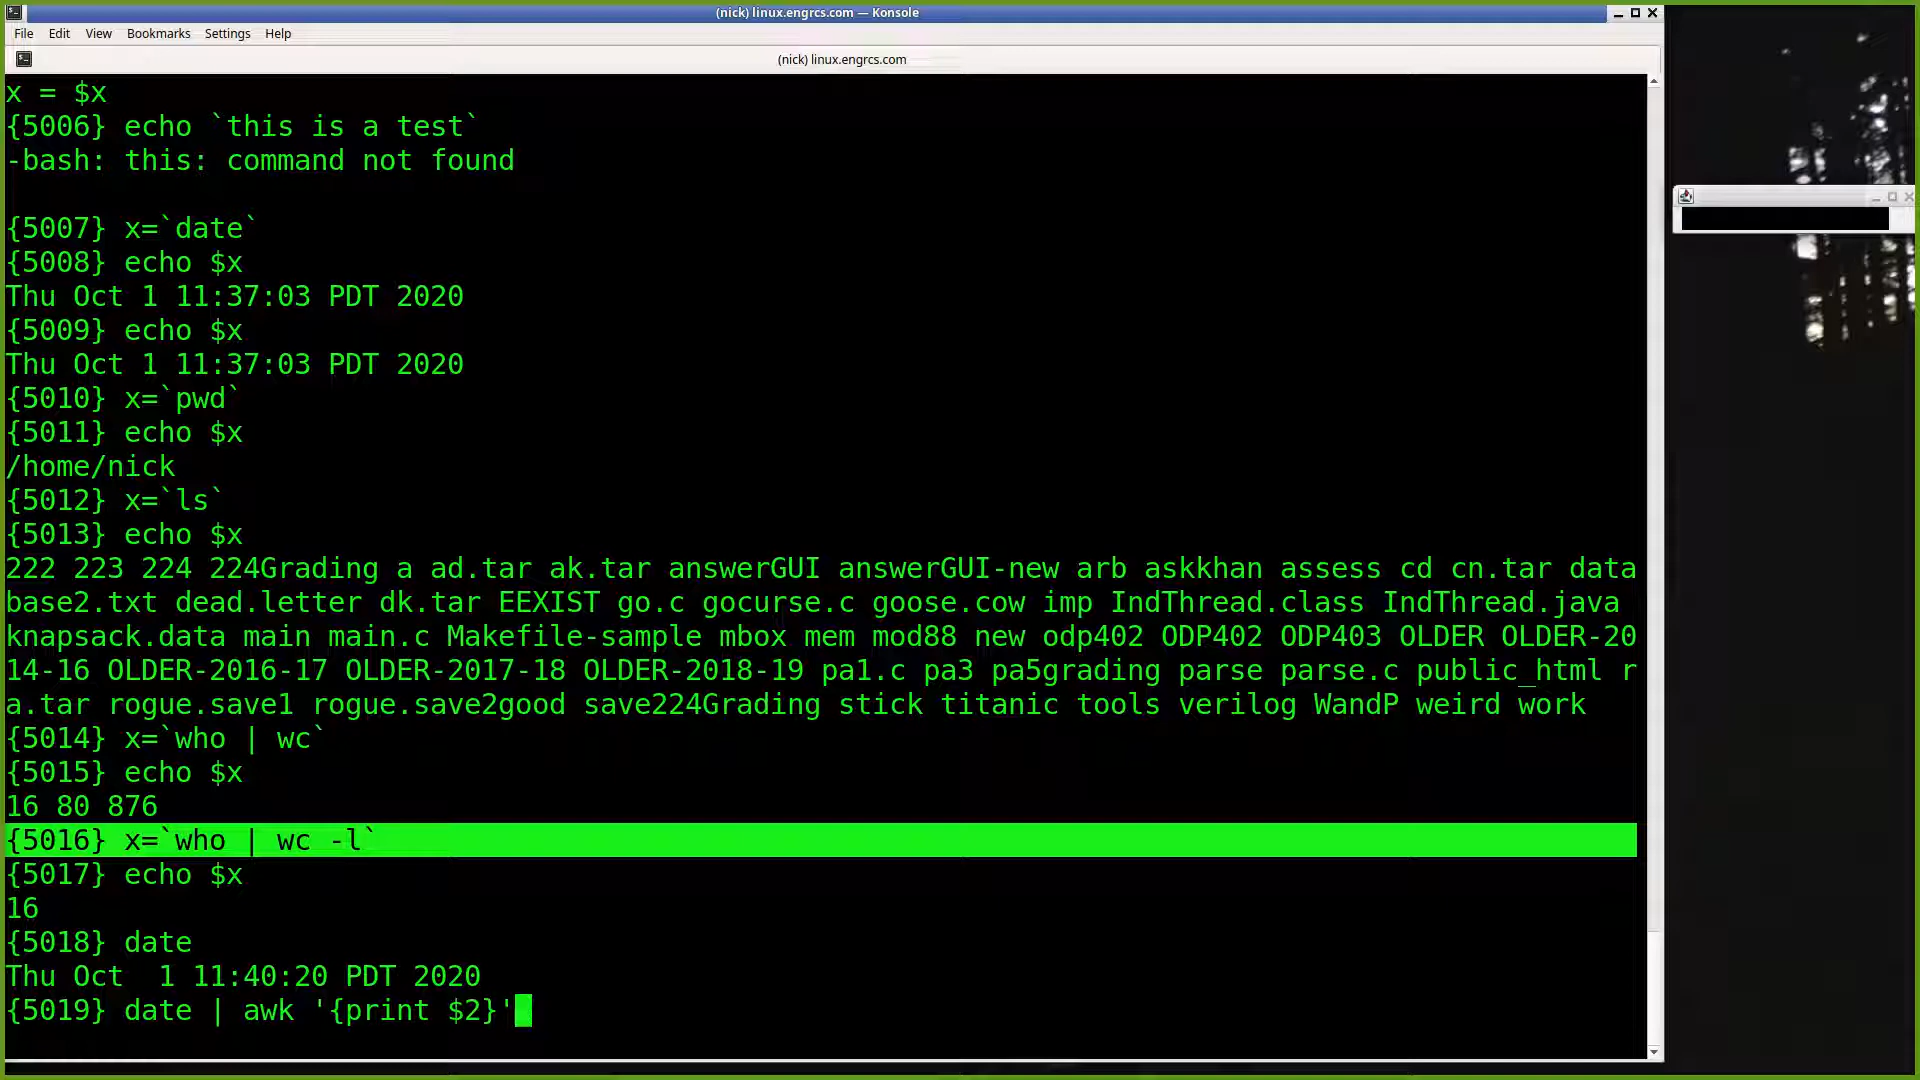 (nick) linux.engrcs.com — Konsole
File Edit View Bookmarks Settings Help
(nick) linux.engrcs.com
x = $x
{5006} echo `this is a test`
-bash: this: command not found
{5007} x=`date`
{5008} echo $x
Thu Oct 1 11:37:03 PDT 2020
{5009} echo $x
Thu Oct 1 11:37:03 PDT 2020
{5010} x=`pwd`
{5011} echo $x
/home/nick
{5012} x=`ls`
{5013} echo $x
222 223 224 224Grading a ad.tar ak.tar answerGUI answerGUI-new arb askkhan assess cd cn.tar data
base2.txt dead.letter dk.tar EEXIST go.c gocurse.c goose.cow imp IndThread.class IndThread.java
knapsack.data main main.c Makefile-sample mbox mem mod88 new odp402 ODP402 ODP403 OLDER OLDER-20
14-16 OLDER-2016-17 OLDER-2017-18 OLDER-2018-19 pa1.c pa3 pa5grading parse parse.c public_html r
a.tar rogue.save1 rogue.save2good save224Grading stick titanic tools verilog WandP weird work
{5014} x=`who | wc`
{5015} echo $x
16 80 876
{5016} x=`who | wc -l`
{5017} echo $x
16
{5018} date
Thu Oct  1 11:40:20 PDT 2020
{5019} date | awk '{print $2}'